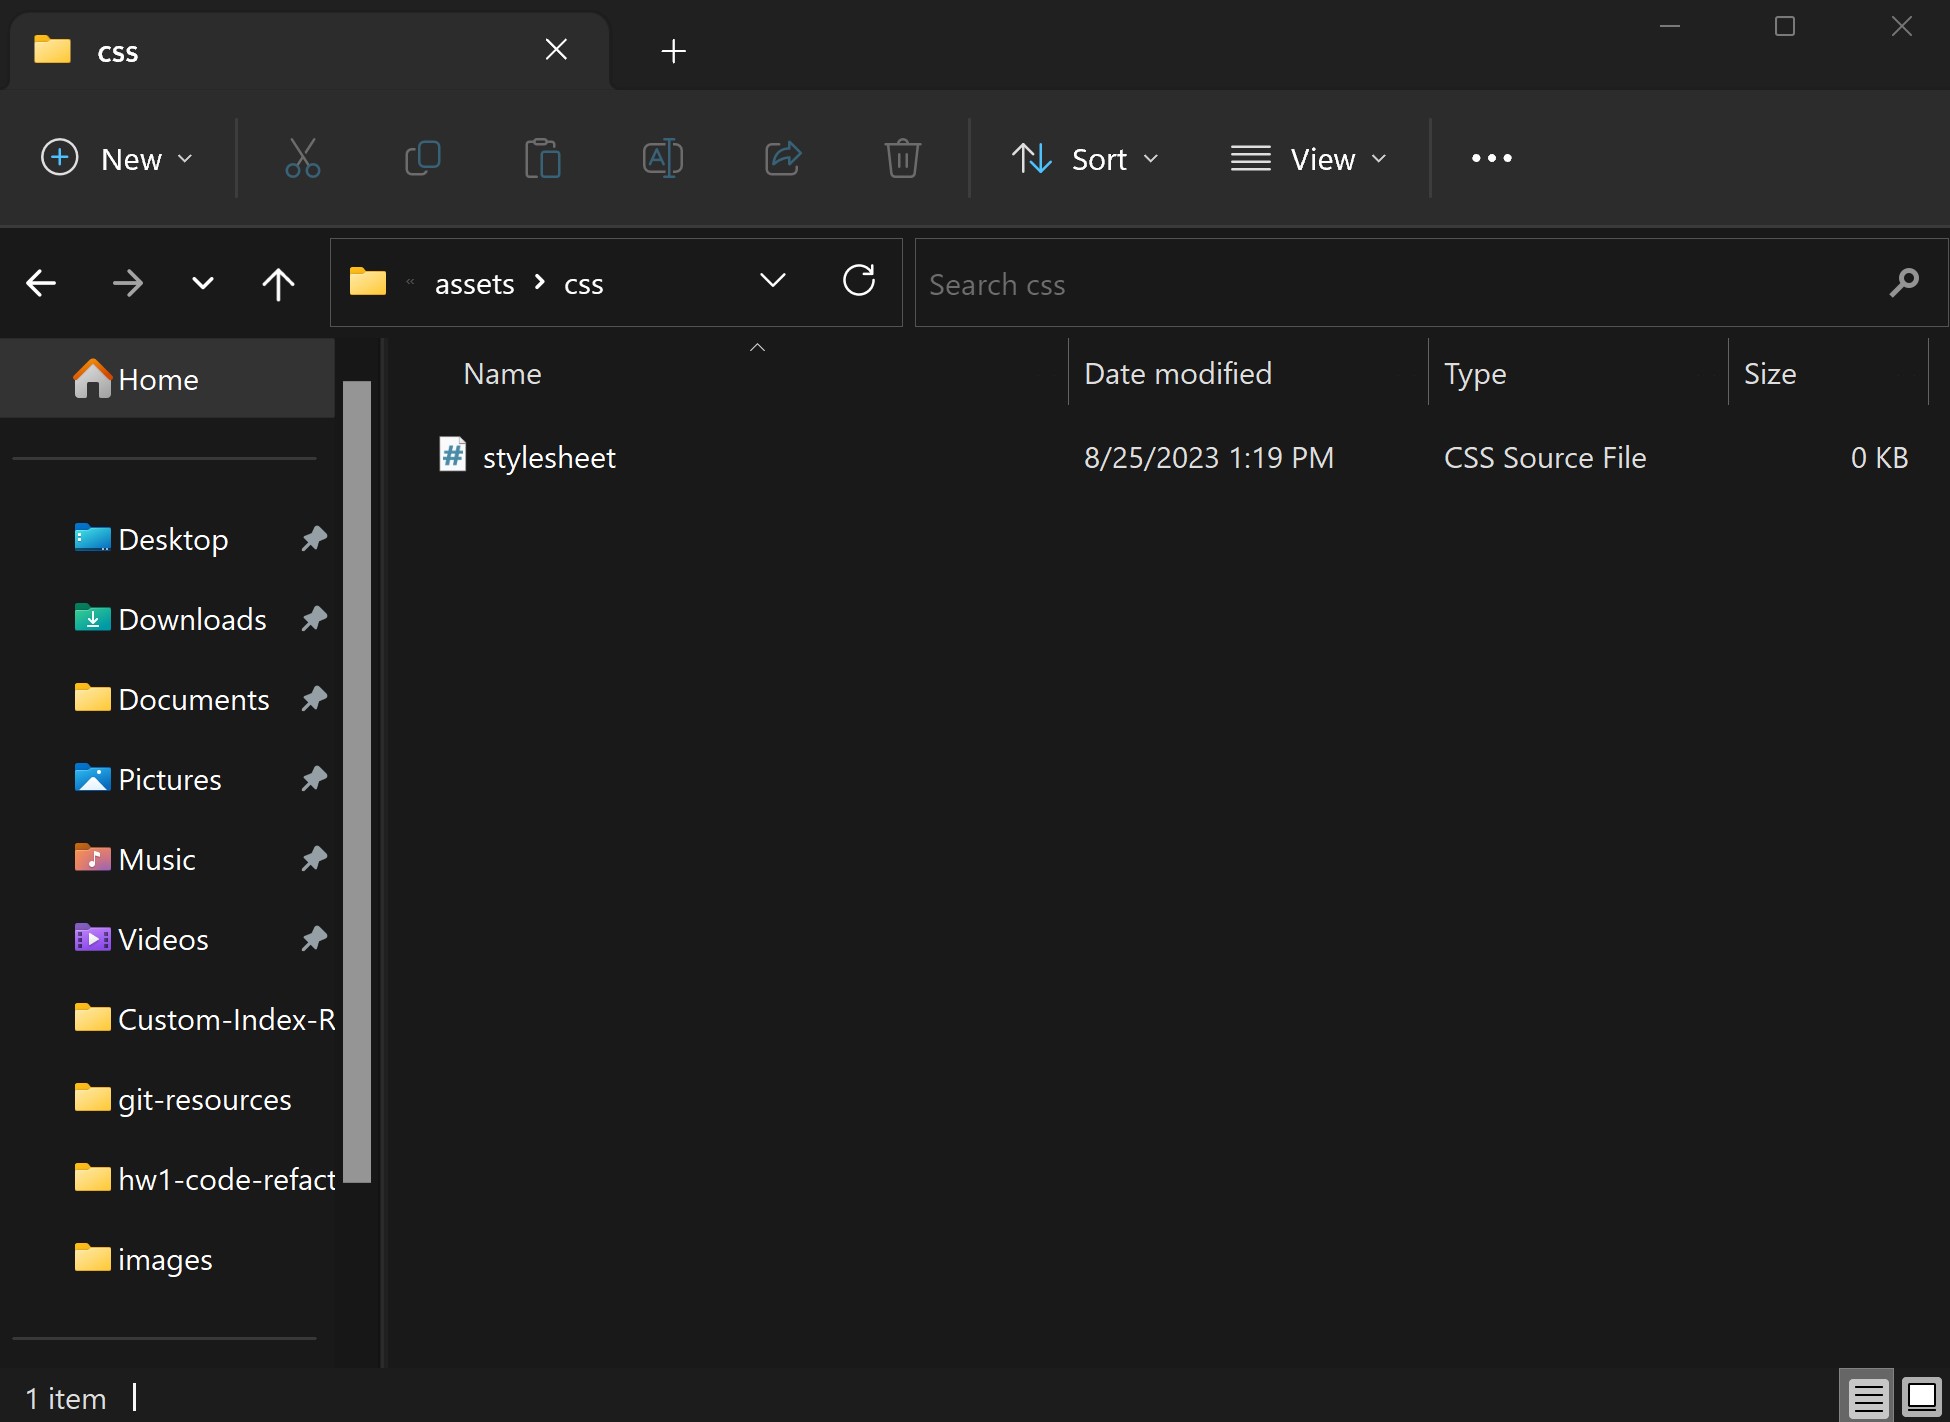 css
New
Sort
View
« assets > css
Search css
Home
Name
Date modified
Type
Size
stylesheet
8/25/2023 1:19 PM
CSS Source File
0 KB
Desktop
Downloads
Documents
Pictures
Music
Videos
Custom-Index-R
git-resources
hw1-code-refact
images
1 item